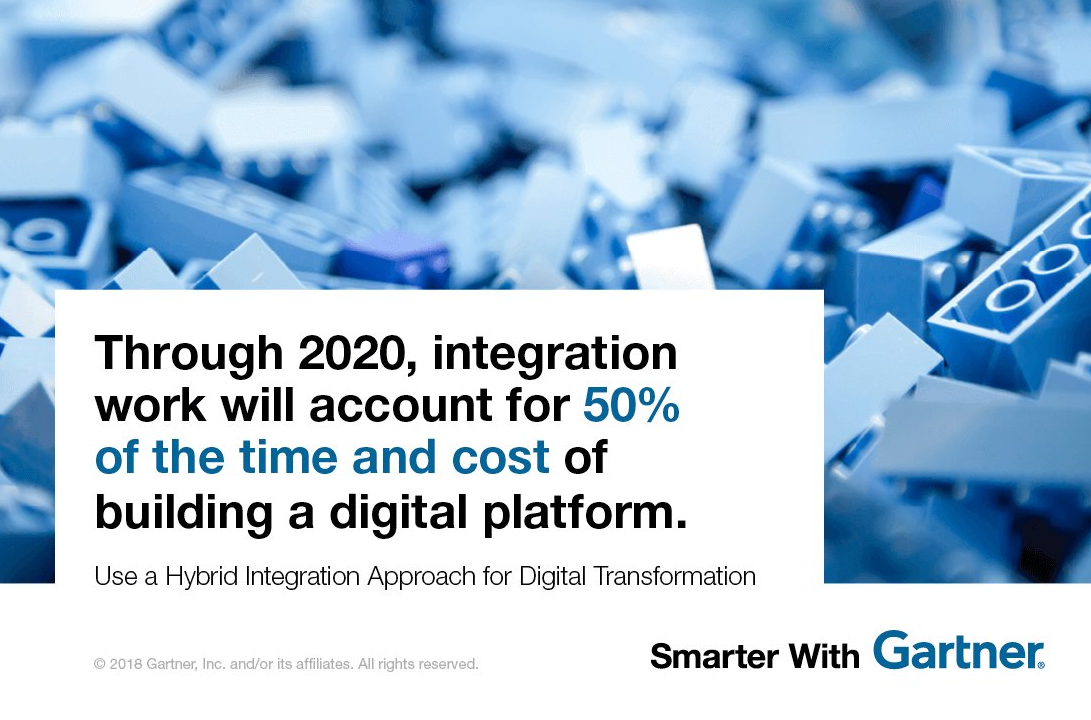 Through 2020, integration
work will account for 50%
of the time and cost of
building a digital platform.
Use a Hybrid Integration Approach for Digital Transformation
© 2018 Gartner, Inc. and/or its affiliates. All rights reserved.
Smarter With Gartner®